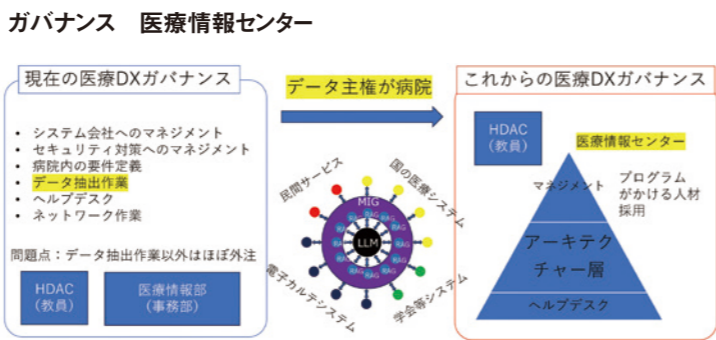 ガバナンス 医療情報センター
現在の医療DXガバナンス
・ システム会社へのマネジメント
・ セキュリティ対策へのマネジメント
・ 病院内の要件定義
・ データ抽出作業
・ ヘルプデスク
・ ネットワーク作業
問題点：データ抽出作業以外はほぼ外注
HDAC
(教員)
医療情報部
(事務部)
データ主権が病院
民間サービス
国の医療システム
電子カルテシステム
学会等システム
MIG
RAG
RAG
RAG
RAG
RAG
RAG
RAG
RAG
LLM
これからの医療DXガバナンス
HDAC
(教員)
医療情報センター
マネジメント
プログラム
がかける人材
採用
アーキテク
チャー層
ヘルプデスク